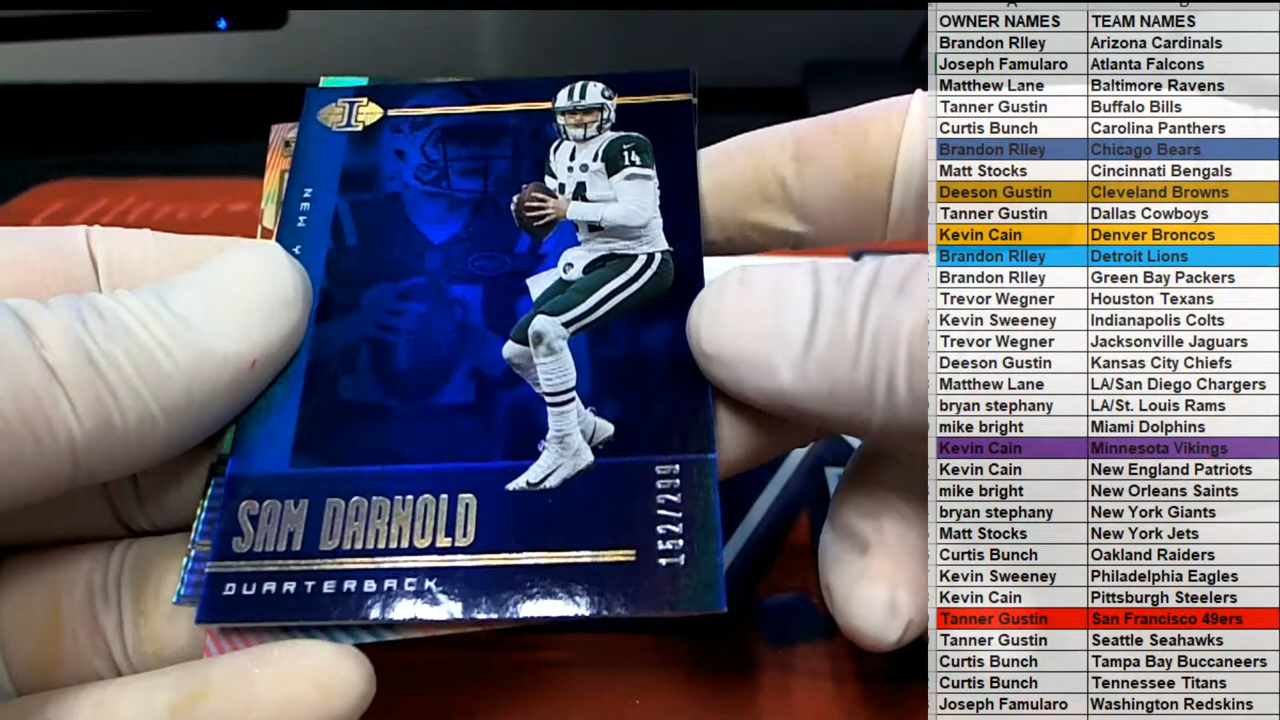 I
NEW Y
14
14
SAM DARNOLD
QUARTERBACK
152/299
OWNER NAMES TEAM NAMES
Brandon RIley Arizona Cardinals
Joseph Famularo Atlanta Falcons
Matthew Lane Baltimore Ravens
Tanner Gustin Buffalo Bills
Curtis Bunch Carolina Panthers
Brandon RIley Chicago Bears
Matt Stocks Cincinnati Bengals
Deeson Gustin Cleveland Browns
Tanner Gustin Dallas Cowboys
Kevin Cain Denver Broncos
Brandon RIley Detroit Lions
Brandon RIley Green Bay Packers
Trevor Wegner Houston Texans
Kevin Sweeney Indianapolis Colts
Trevor Wegner Jacksonville Jaguars
Deeson Gustin Kansas City Chiefs
Matthew Lane LA/San Diego Chargers
bryan stephany LA/St. Louis Rams
mike bright Miami Dolphins
Kevin Cain Minnesota Vikings
Kevin Cain New England Patriots
mike bright New Orleans Saints
bryan stephany New York Giants
Matt Stocks New York Jets
Curtis Bunch Oakland Raiders
Kevin Sweeney Philadelphia Eagles
Kevin Cain Pittsburgh Steelers
Tanner Gustin San Francisco 49ers
Tanner Gustin Seattle Seahawks
Curtis Bunch Tampa Bay Buccaneers
Curtis Bunch Tennessee Titans
Joseph Famularo Washington Redskins